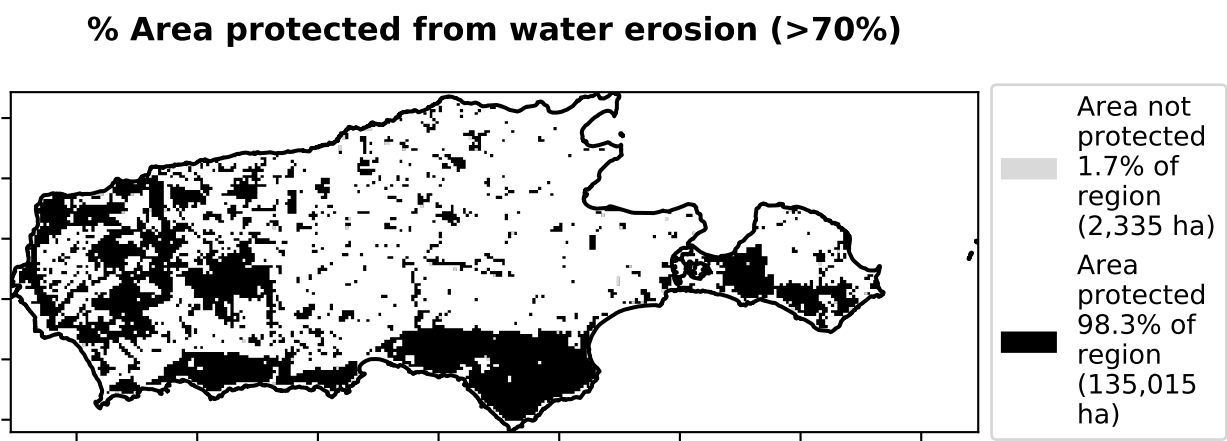 % Area protected from water erosion (>70%)
Area not
protected
1.7% of
region
(2,335 ha)
Area
protected
98.3% of
region
(135,015
ha)